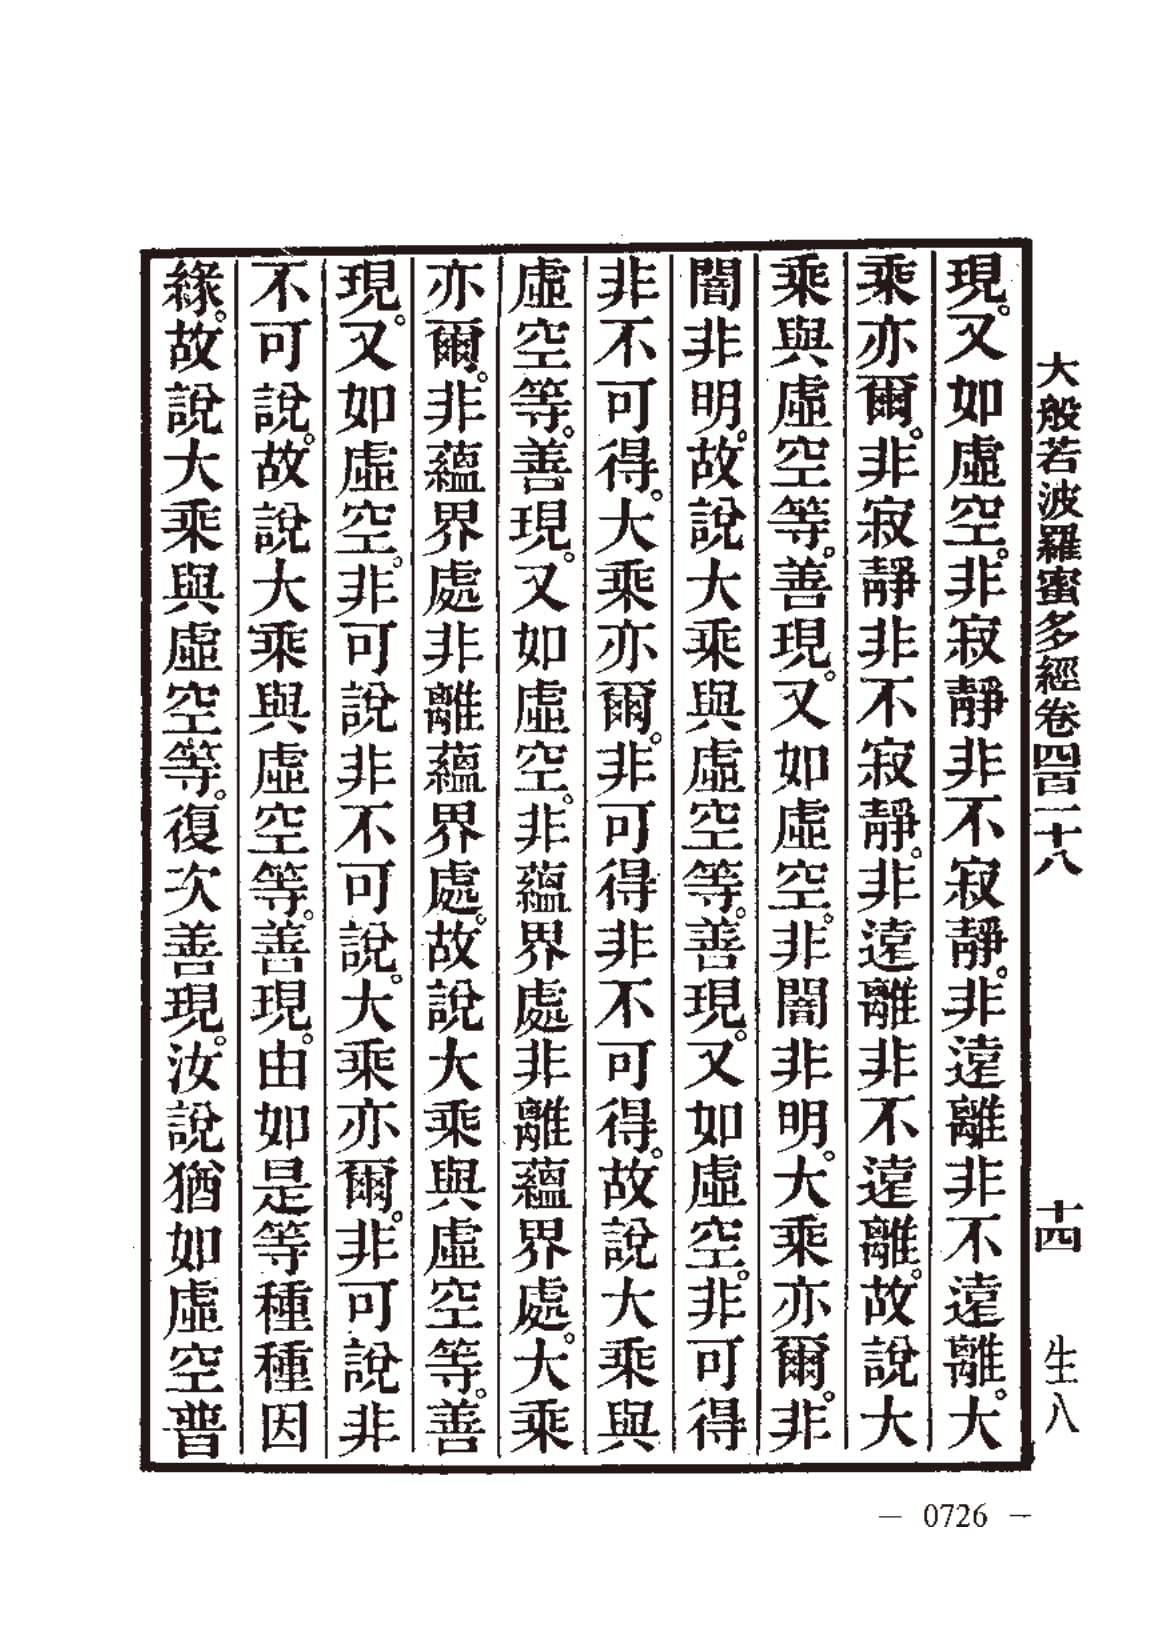 大般若波羅蜜多經卷四百一十八　十四　生八
現。又如虛空。非寂靜非不寂靜。非遠離非不遠離。大
乘亦爾。非寂靜非不寂靜。非遠離非不遠離。故說大
乘與虛空等。善現。又如虛空。非闇非明。大乘亦爾。非
闇非明。故說大乘與虛空等。善現。又如虛空。非可得
非不可得。大乘亦爾。非可得非不可得。故說大乘與
虛空等。善現。又如虛空。非蘊界處非離蘊界處。大乘
亦爾。非蘊界處非離蘊界處。故說大乘與虛空等。善
現。又如虛空。非可說非不可說。大乘亦爾。非可說非
不可說。故說大乘與虛空等。善現。由如是等種種因
緣。故說大乘與虛空等。復次善現。汝說猶如虛空普
— 0726 —